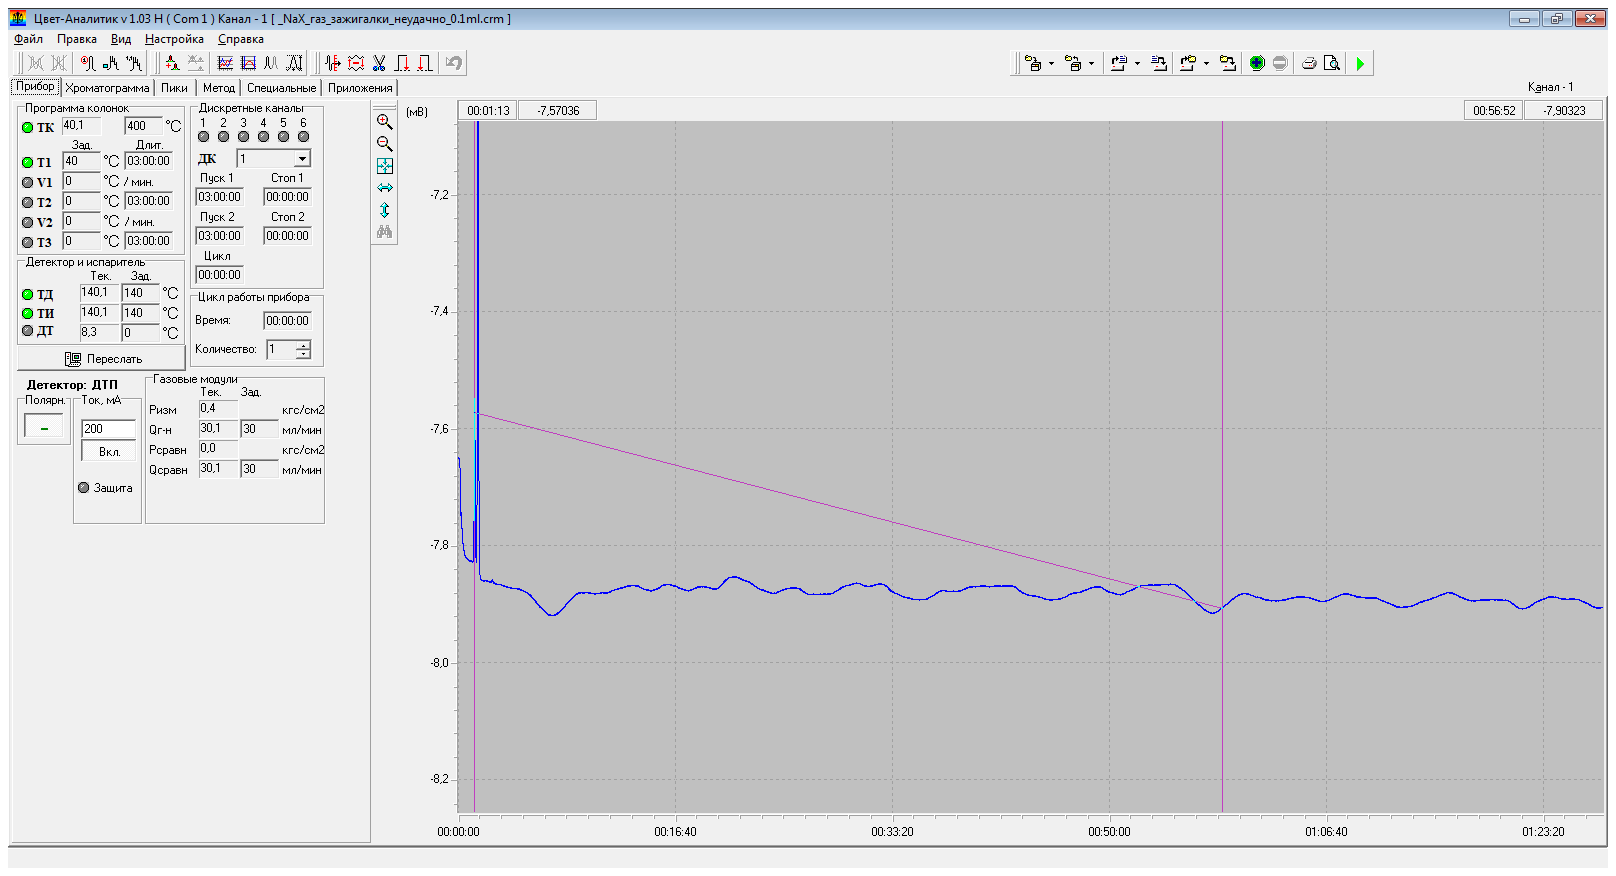 Цвет-Аналитик v 1.03 H ( Com 1 ) Канал - 1 [ _NaX_газ_зажигалки_неудачно_0.1ml.crm ]
Файл Правка Вид Настройка Справка
Прибор Хроматограмма Пики Метод Специальные Приложения
Канал - 1
Программа колонок
ТК 40,1 400 °C
Зад. Длит.
Т1 40 °C 03:00:00
V1 0 °C / мин.
Т2 0 °C 03:00:00
V2 0 °C / мин.
Т3 0 °C 03:00:00
Детектор и испаритель
Тек. Зад.
ТД 140,1 140 °C
ТИ 140,1 140 °C
ДТ 8,3 0 °C
Переслать
Дискретные каналы
1 2 3 4 5 6
ДК 1
Пуск 1 Стоп 1
03:00:00 00:00:00
Пуск 2 Стоп 2
03:00:00 00:00:00
Цикл
00:00:00
Цикл работы прибора
Время: 00:00:00
Количество: 1
Детектор: ДТП
Полярн.
–
Ток, мА
200
Вкл.
Защита
Газовые модули
Тек. Зад.
Ризм 0,4 кгс/см2
Qг-н 30,1 30 мл/мин
Рсравн 0,0 кгс/см2
Qсравн 30,1 30 мл/мин
(мВ)
00:01:13 -7,57036
00:56:52 -7,90323
-7,2
-7,4
-7,6
-7,8
-8,0
-8,2
00:00:00 00:16:40 00:33:20 00:50:00 01:06:40 01:23:20